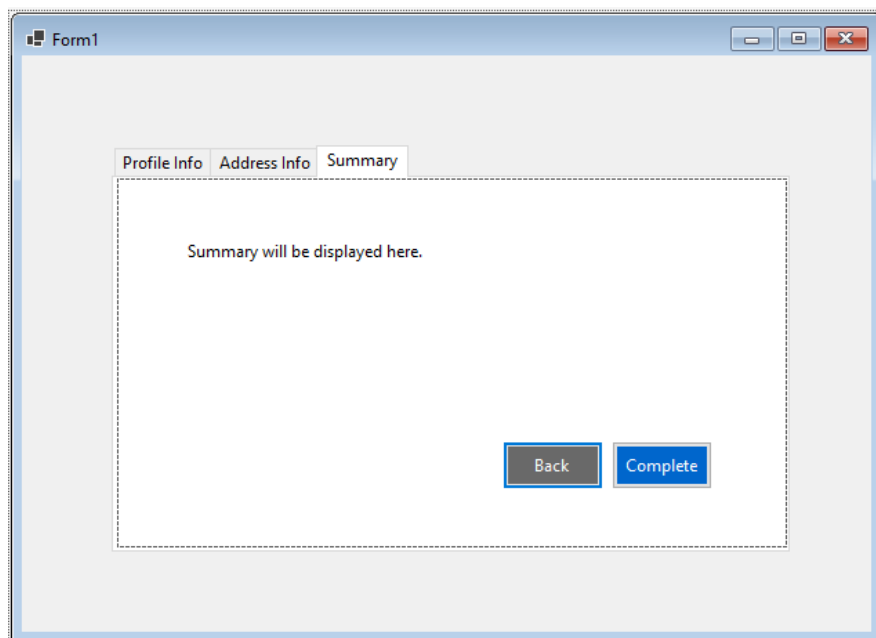 Form1
Profile Info Address Info Summary
Summary will be displayed here.
Back Complete